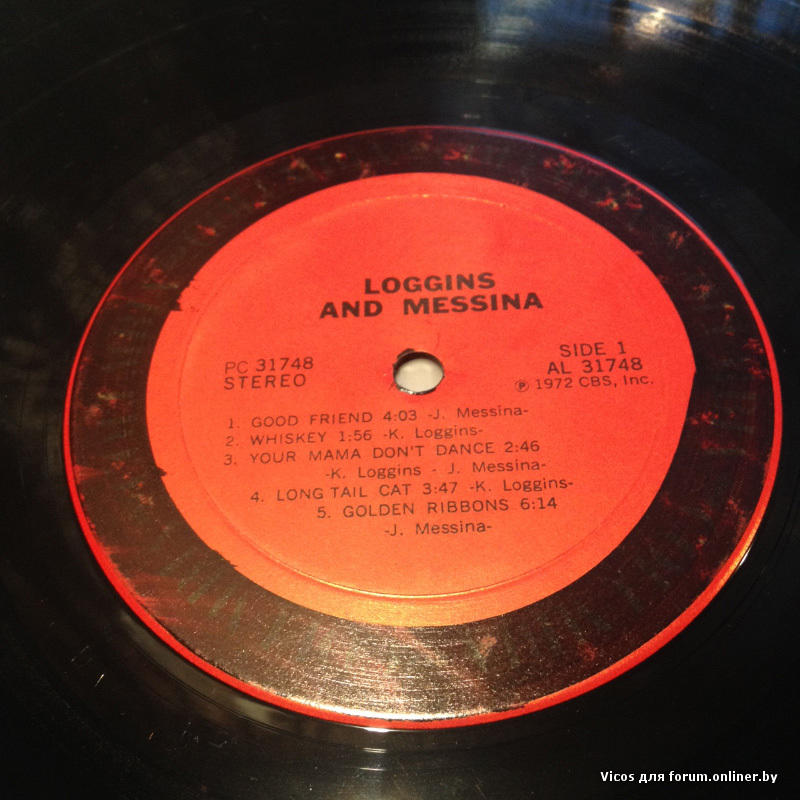 LOGGINS
AND MESSINA
PC 31748
STEREO
SIDE 1
AL 31748
℗ 1972 CBS, Inc.
1. GOOD FRIEND 4:03 -J. Messina-
2. WHISKEY 1:56 -K. Loggins-
3. YOUR MAMA DON'T DANCE 2:46
-K. Loggins - J. Messina-
4. LONG TAIL CAT 3:47 -K. Loggins-
5. GOLDEN RIBBONS 6:14
-J. Messina-
Vicos для forum.onliner.by